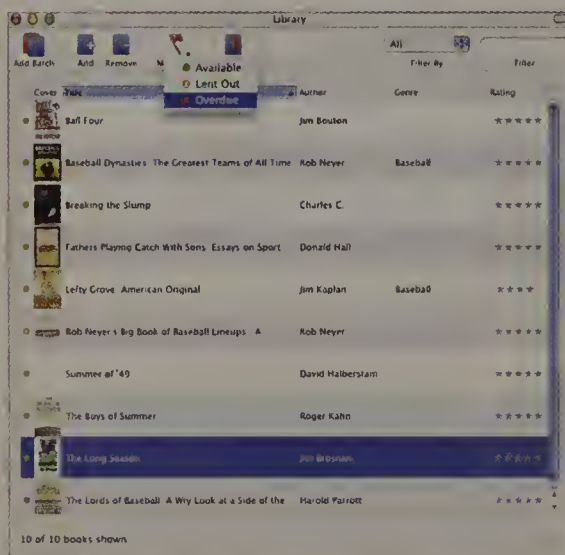 Library
All
Add Batch Add Remove
Filter By Filter
Available
Lent Out
Overdue
Cover Title Author Genre Rating
Ball Four Jim Bouton
Baseball Dynasties The Greatest Teams of All Time Rob Neyer Baseball
Breaking the Slump Charles C.
Fathers Playing Catch With Sons Essays on Sport Donald Hall
Lefty Grove American Original Jim Kaplan Baseball
Rob Neyer's Big Book of Baseball Lineups A Rob Neyer
Summer of '49 David Halberstam
The Boys of Summer Roger Kahn
The Long Season Jim Brosnan
The Lords of Baseball A Wry Look at a Side of the Harold Parrott
10 of 10 books shown